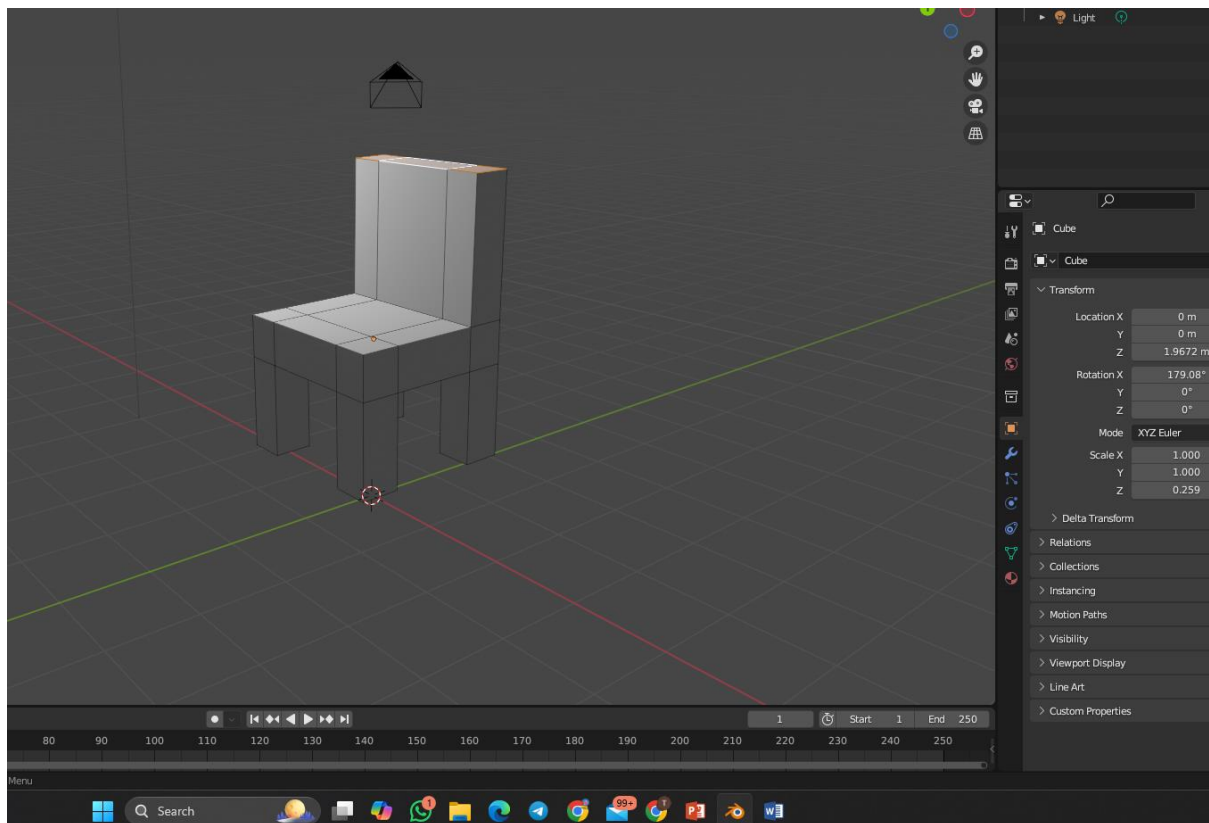 Light
Cube
Cube
Transform
Location X 0 m
Y 0 m
Z 1.9672 m
Rotation X 179.08°
Y 0°
Z 0°
Mode XYZ Euler
Scale X 1.000
Y 1.000
Z 0.259
Delta Transform
Relations
Collections
Instancing
Motion Paths
Visibility
Viewport Display
Line Art
Custom Properties
1 Start 1 End 250
80 90 100 110 120 130 140 150 160 170 180 190 200 210 220 230 240 250
Menu
Search
1
99+
T